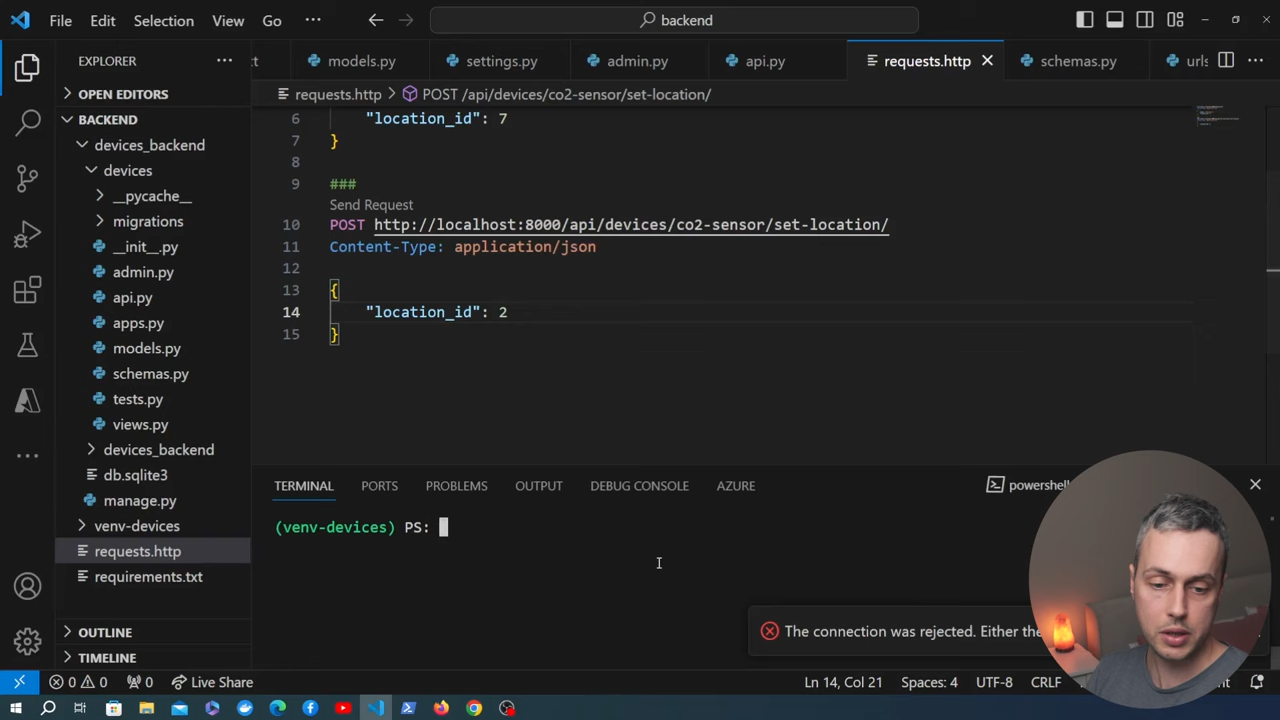 File Edit Selection View Go ··· backend
models.py settings.py admin.py api.py requests.http schemas.py urls
EXPLORER
requests.http > POST /api/devices/co2-sensor/set-location/
OPEN EDITORS
BACKEND
devices_backend
devices
__pycache__
migrations
__init__.py
admin.py
api.py
apps.py
models.py
schemas.py
tests.py
views.py
devices_backend
db.sqlite3
manage.py
venv-devices
requests.http
requirements.txt
OUTLINE
TIMELINE
6 "location_id": 7
7 }
8
9 ###
Send Request
10 POST http://localhost:8000/api/devices/co2-sensor/set-location/
11 Content-Type: application/json
12
13 {
14 "location_id": 2
15 }
TERMINAL PORTS PROBLEMS OUTPUT DEBUG CONSOLE AZURE
(venv-devices) PS:
The connection was rejected. Either the
0 0 0 Live Share Ln 14, Col 21 Spaces: 4 UTF-8 CRLF